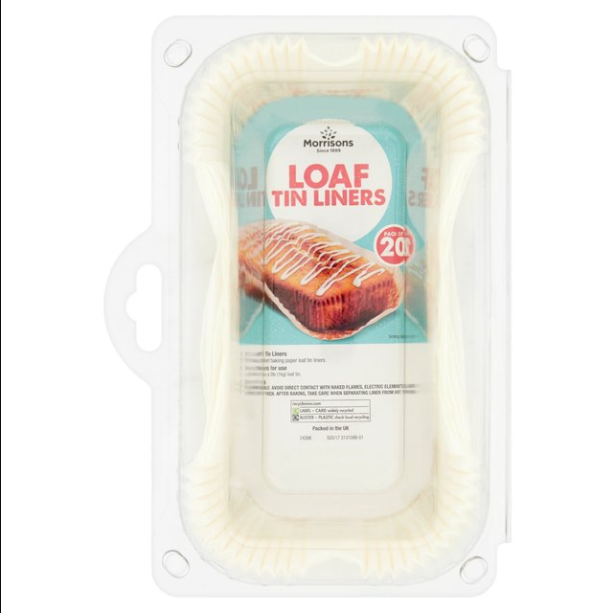 Morrisons
Since 1899
LOAF
TIN LINERS
PACK OF
20
Tin Liners
baking paper loaf tin liners.
for use
AVOID DIRECT CONTACT WITH NAKED FLAMES, ELECTRIC
AFTER BAKING, TAKE CARE WHEN SEPARATING LINER FROM
LABEL – CARD widely recycled
BLISTER – PLASTIC check local recycling
Packed in the UK